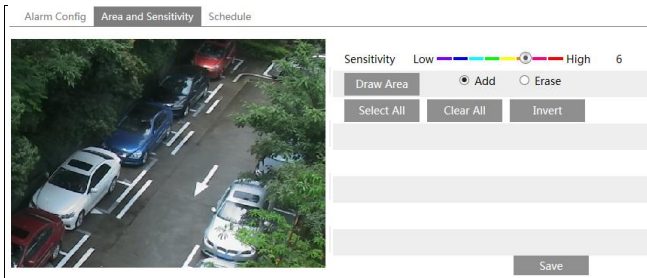 Alarm Config Area and Sensitivity Schedule
Sensitivity Low High 6
Draw Area Add Erase
Select All Clear All Invert
Save